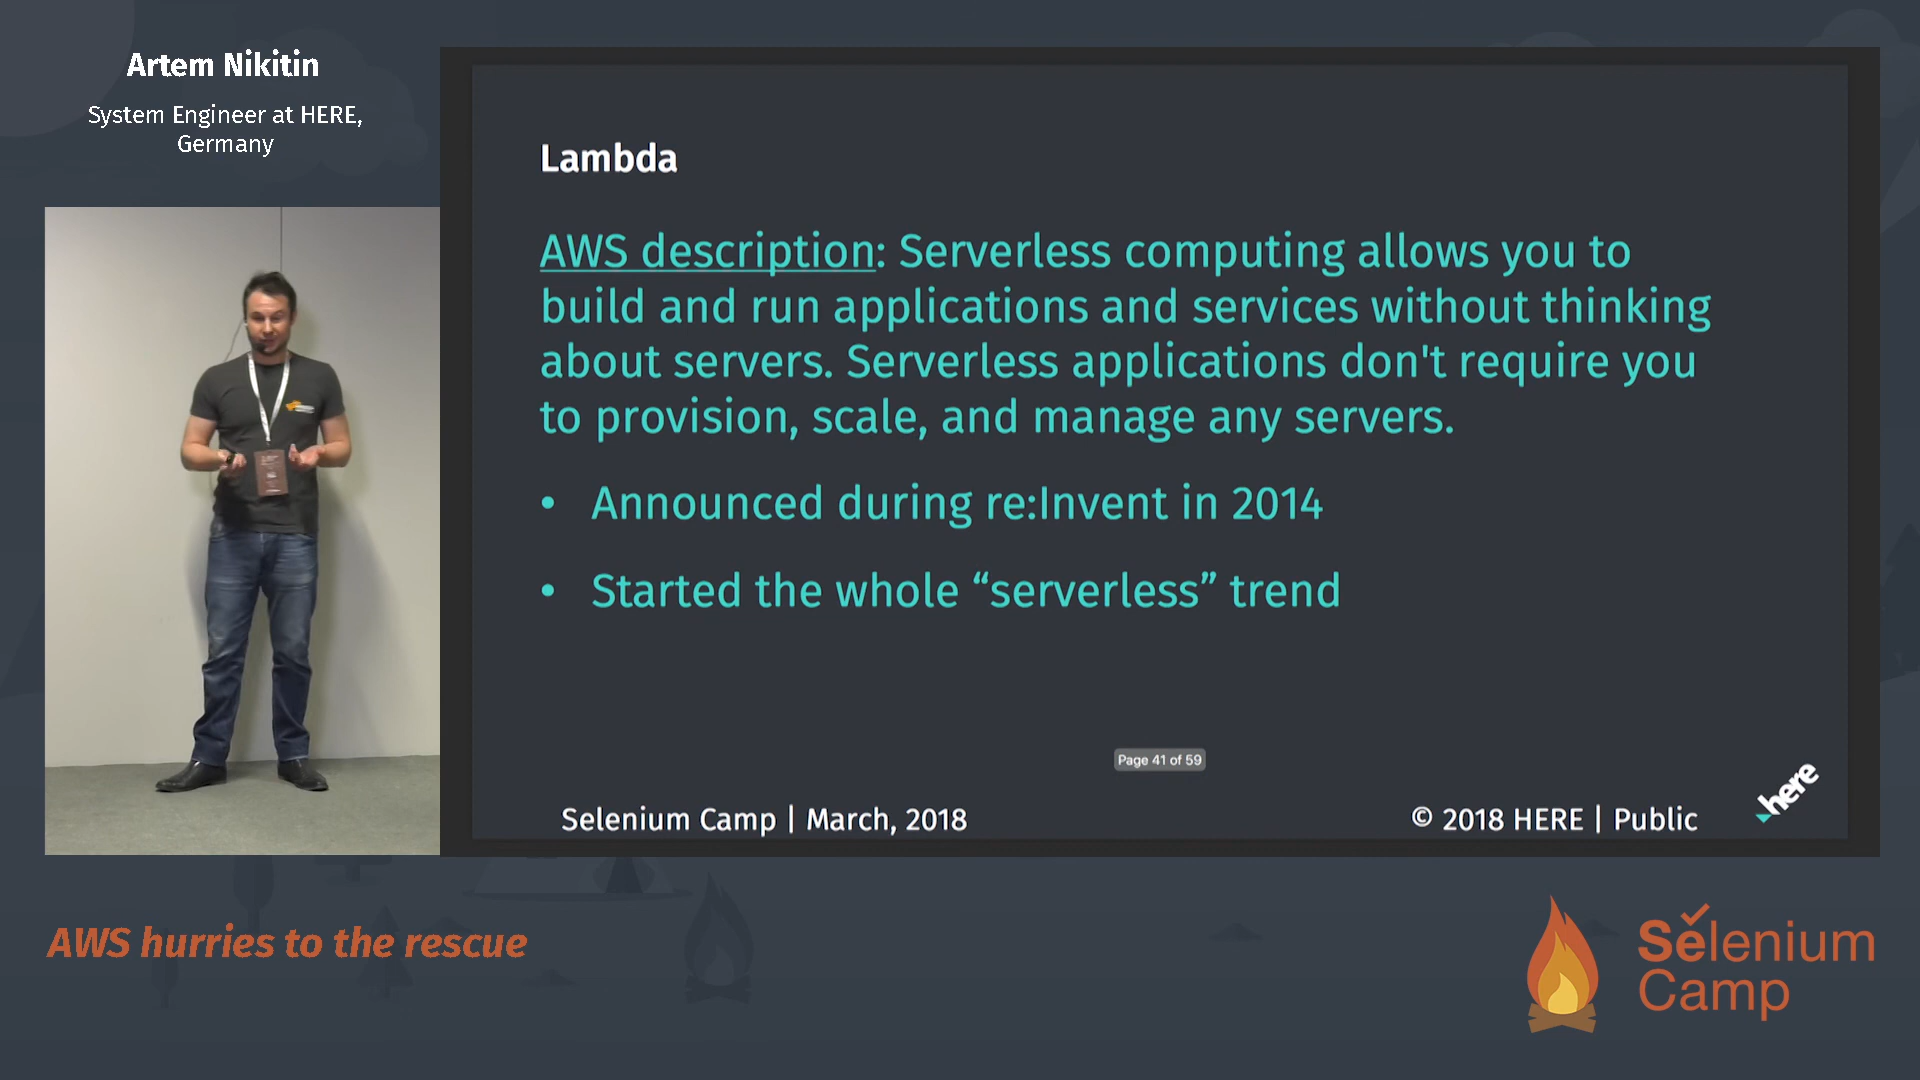 Artem Nikitin
System Engineer at HERE,
Germany
Lambda
AWS description: Serverless computing allows you to
build and run applications and services without thinking
about servers. Serverless applications don't require you
to provision, scale, and manage any servers.
• Announced during re:Invent in 2014
• Started the whole “serverless” trend
Page 41 of 59
Selenium Camp | March, 2018
© 2018 HERE | Public
here
AWS hurries to the rescue
Selenium
Camp